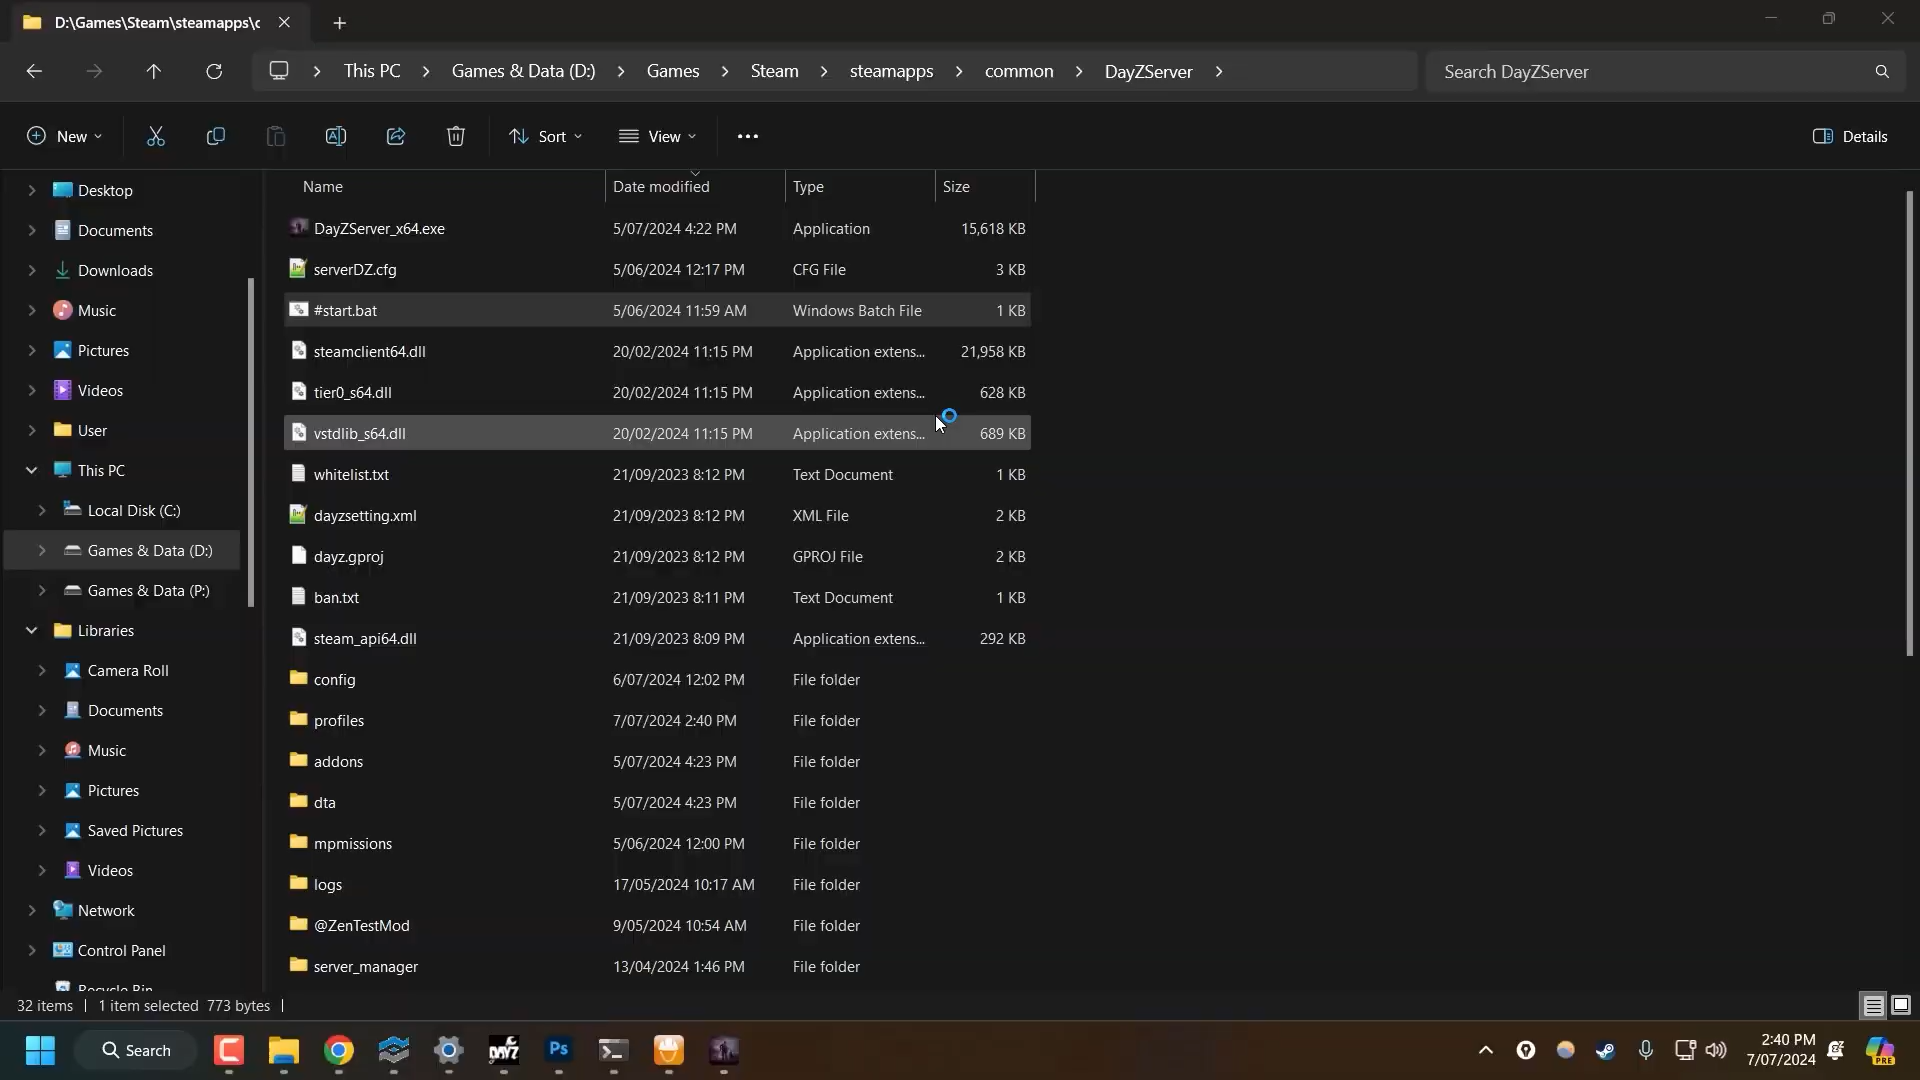 D:\Games\Steam\steamapps\c
This PC Games & Data (D:) Games Steam steamapps common DayZServer
Search DayZServer
New Sort View Details
Name Date modified Type Size
DayZServer_x64.exe 5/07/2024 4:22 PM Application 15,618 KB
serverDZ.cfg 5/06/2024 12:17 PM CFG File 3 KB
#start.bat 5/06/2024 11:59 AM Windows Batch File 1 KB
steamclient64.dll 20/02/2024 11:15 PM Application extens... 21,958 KB
tier0_s64.dll 20/02/2024 11:15 PM Application extens... 628 KB
vstdlib_s64.dll 20/02/2024 11:15 PM Application extens... 689 KB
whitelist.txt 21/09/2023 8:12 PM Text Document 1 KB
dayzsetting.xml 21/09/2023 8:12 PM XML File 2 KB
dayz.gproj 21/09/2023 8:12 PM GPROJ File 2 KB
ban.txt 21/09/2023 8:11 PM Text Document 1 KB
steam_api64.dll 21/09/2023 8:09 PM Application extens... 292 KB
config 6/07/2024 12:02 PM File folder
profiles 7/07/2024 2:40 PM File folder
addons 5/07/2024 4:23 PM File folder
dta 5/07/2024 4:23 PM File folder
mpmissions 5/06/2024 12:00 PM File folder
logs 17/05/2024 10:17 AM File folder
@ZenTestMod 9/05/2024 10:54 AM File folder
server_manager 13/04/2024 1:46 PM File folder
Desktop
Documents
Downloads
Music
Pictures
Videos
User
This PC
Local Disk (C:)
Games & Data (D:)
Games & Data (P:)
Libraries
Camera Roll
Documents
Music
Pictures
Saved Pictures
Videos
Network
Control Panel
Recycle Bin
32 items 1 item selected 773 bytes
Search
DAYZ
Ps
2:40 PM
7/07/2024
PRE